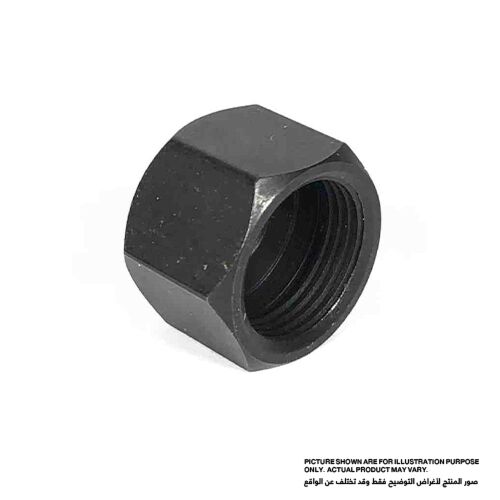 PICTURE SHOWN ARE FOR ILLUSTRATION PURPOSE
ONLY. ACTUAL PRODUCT MAY VARY.
صور المنتج لأغراض التوضيح فقط وقد تختلف عن الواقع